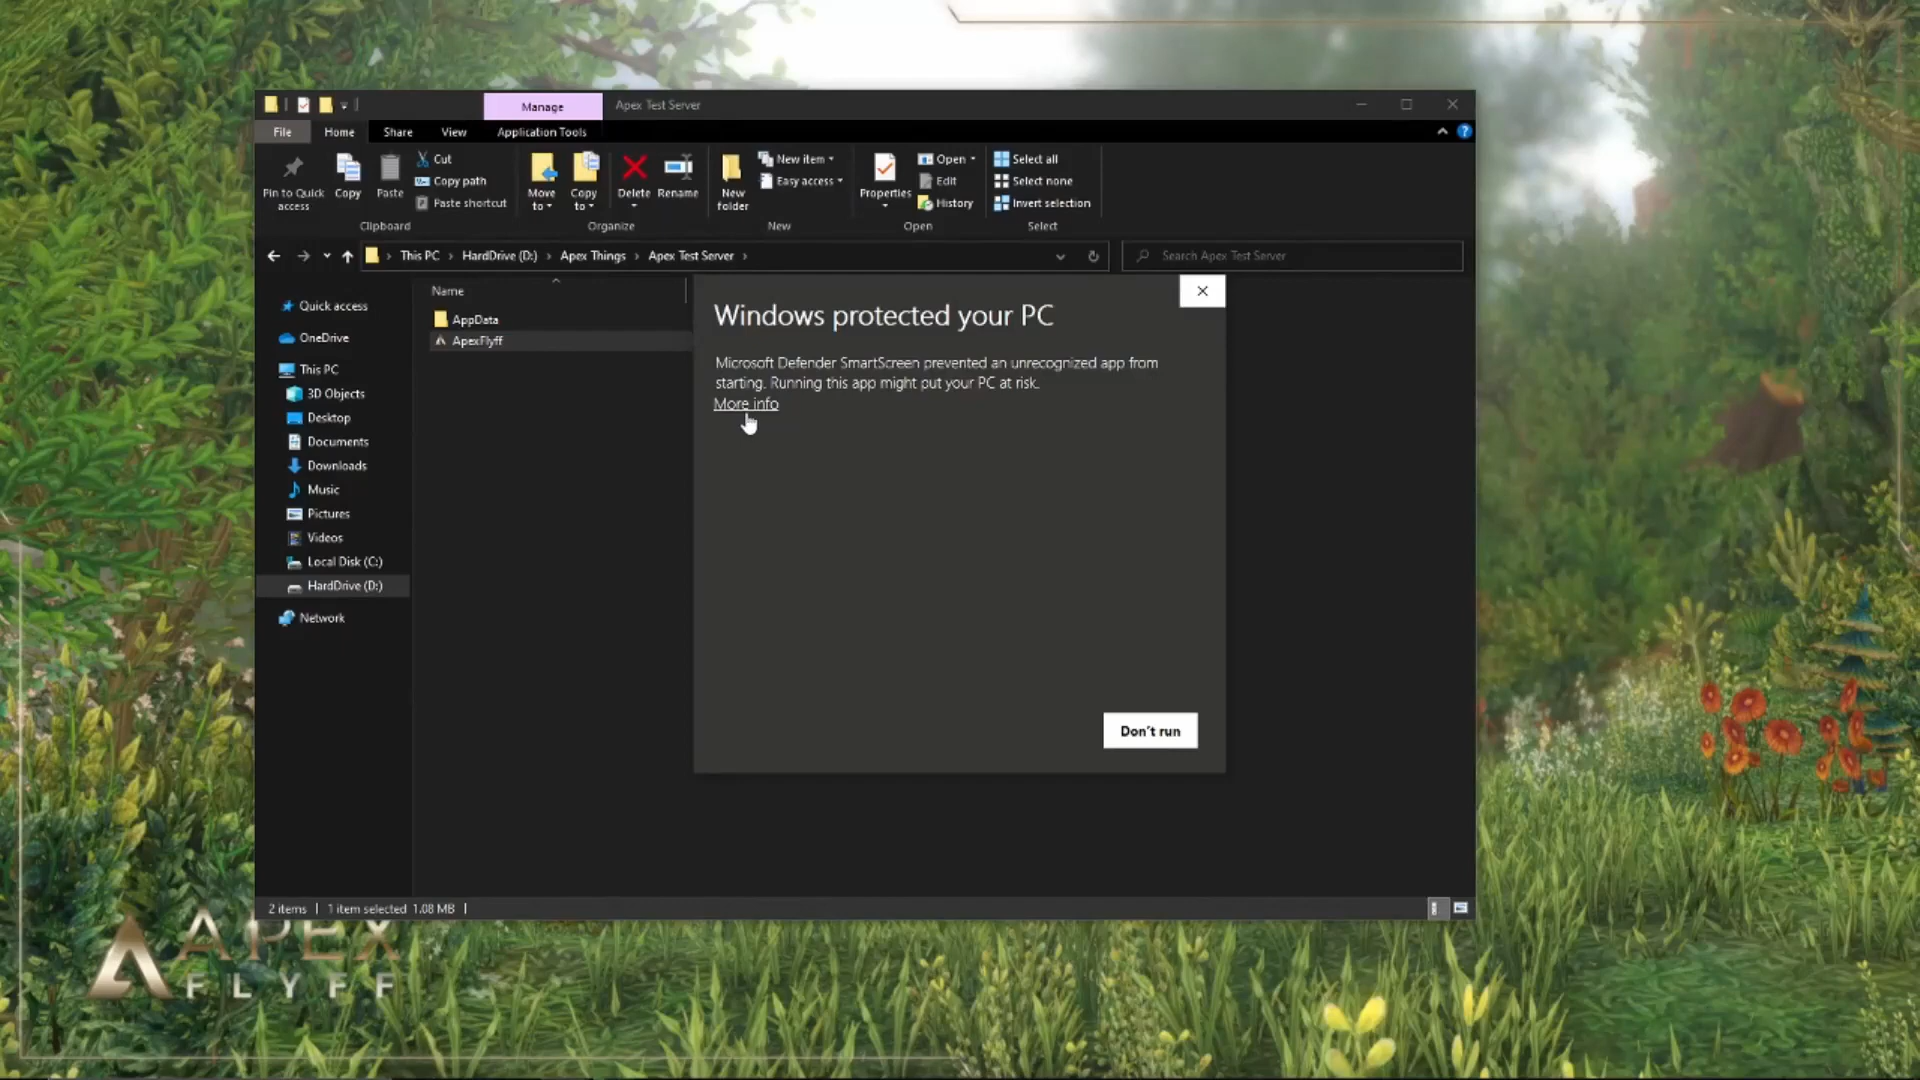 Manage
Apex Test Server
File
Home
Share
View
Application Tools
Pin to Quick
access
Copy
Paste
Cut
Copy path
Paste shortcut
Clipboard
Move
to
Copy
to
Delete
Rename
Organize
New
folder
New item
Easy access
New
Properties
Open
Edit
History
Open
Select all
Select none
Invert selection
Select
This PC
HardDrive (D:)
Apex Things
Apex Test Server
Search Apex Test Server
Name
AppData
ApexFlyff
Quick access
OneDrive
This PC
3D Objects
Desktop
Documents
Downloads
Music
Pictures
Videos
Local Disk (C:)
HardDrive (D:)
Network
Windows protected your PC
Microsoft Defender SmartScreen prevented an unrecognized app from
starting. Running this app might put your PC at risk.
More info
Don't run
2 items
1 item selected 1.08 MB
APEX
FLYFF